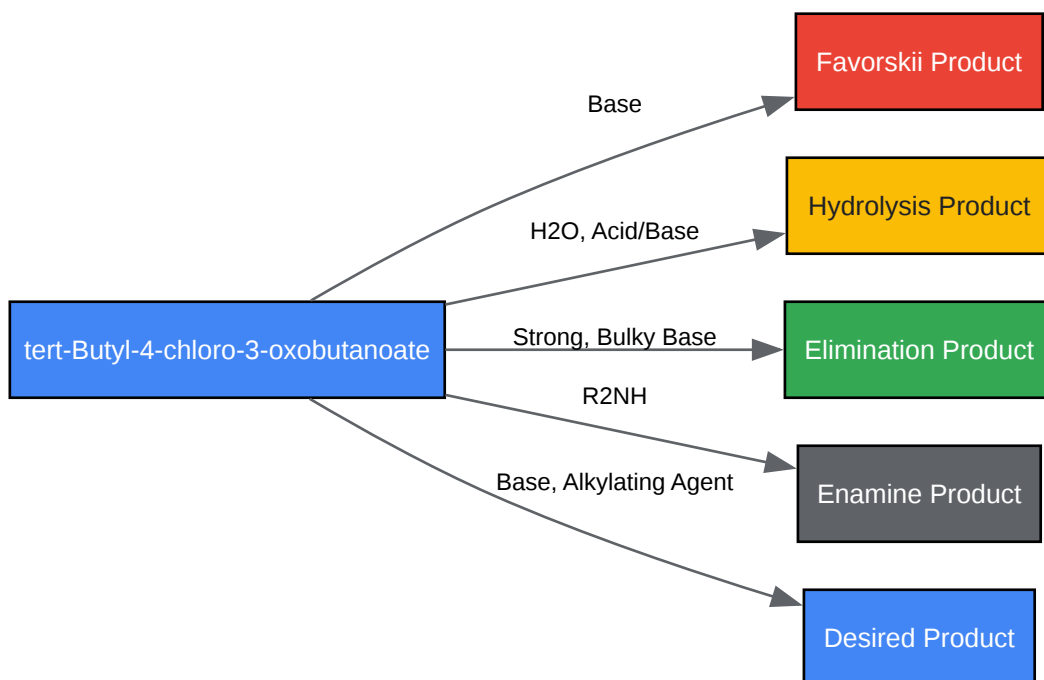 Favorskii Product
Base
Hydrolysis Product
H2O, Acid/Base
tert-Butyl-4-chloro-3-oxobutanoate
Strong, Bulky Base
Elimination Product
R2NH
Enamine Product
Base, Alkylating Agent
Desired Product